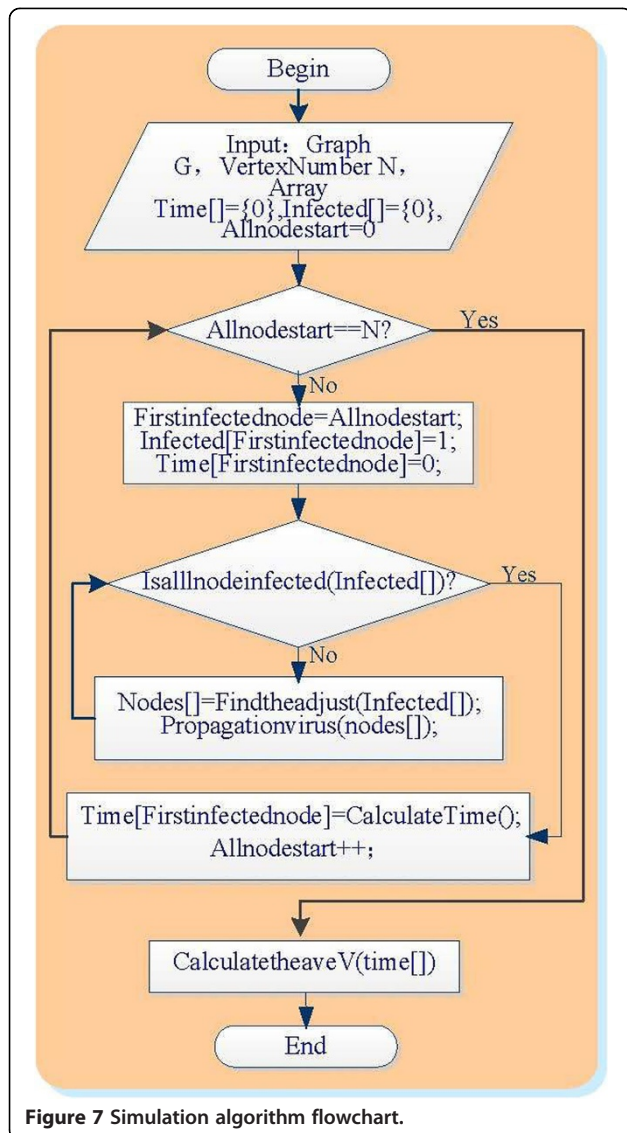 Begin
Input：Graph
G， VertexNumber N，
Array
Time[]={0},Infected[]={0},
Allnodestart=0
Allnodestart==N?
Yes
No
Firstinfectednode=Allnodestart;
Infected[Firstinfectednode]=1;
Time[Firstinfectednode]=0;
Isalllnodeinfected(Infected[])?
Yes
No
Nodes[]=Findtheadjust(Infected[]);
Propagationvirus(nodes[]);
Time[Firstinfectednode]=CalculateTime();
Allnodestart++；
CalculatetheaveV(time[])
End
Figure 7 Simulation algorithm flowchart.